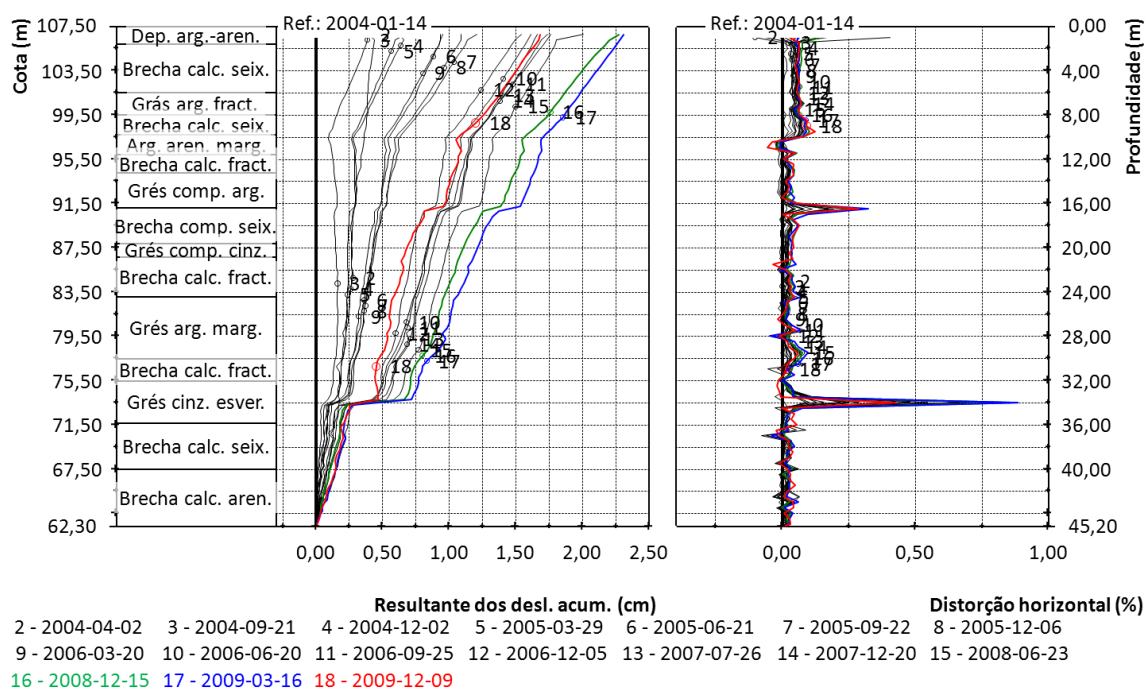 Ref.: 2004-01-14
Ref.: 2004-01-14
Cota (m)
107,50
103,50
99,50
95,50
91,50
87,50
83,50
79,50
75,50
71,50
67,50
62,30
Dep. arg.-aren.
Brecha calc. seix.
Grás arg. fract.
Brecha calc. seix.
Arg. aren. marg.
Brecha calc. fract.
Grés comp. arg.
Brecha comp. seix.
Grés comp. cinz.
Brecha calc. fract.
Grés arg. marg.
Brecha calc. fract.
Grés cinz. esver.
Brecha calc. seix.
Brecha calc. aren.
0,00 0,50 1,00 1,50 2,00 2,50
0,00 0,50 1,00
0,00
4,00
8,00
12,00
16,00
20,00
24,00
28,00
32,00
36,00
40,00
45,20
Profundidade (m)
Resultante dos desl. acum. (cm)
Distorção horizontal (%)
2 - 2004-04-02 3 - 2004-09-21 4 - 2004-12-02 5 - 2005-03-29 6 - 2005-06-21 7 - 2005-09-22 8 - 2005-12-06
9 - 2006-03-20 10 - 2006-06-20 11 - 2006-09-25 12 - 2006-12-05 13 - 2007-07-26 14 - 2007-12-20 15 - 2008-06-23
16 - 2008-12-15 17 - 2009-03-16 18 - 2009-12-09